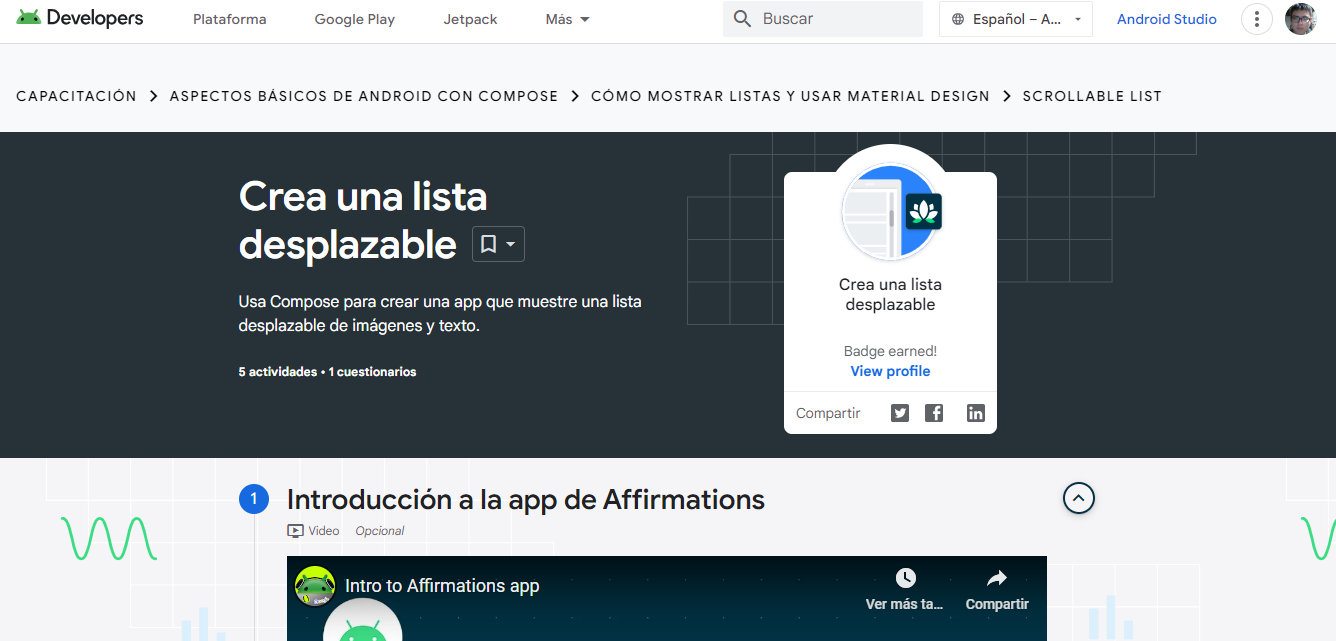 Developers
Plataforma
Google Play
Jetpack
Más
Buscar
Español – A...
Android Studio
CAPACITACIÓN
ASPECTOS BÁSICOS DE ANDROID CON COMPOSE
CÓMO MOSTRAR LISTAS Y USAR MATERIAL DESIGN
SCROLLABLE LIST
Crea una lista
desplazable
Usa Compose para crear una app que muestre una lista
desplazable de imágenes y texto.
5 actividades • 1 cuestionarios
Crea una lista
desplazable
Badge earned!
View profile
Compartir
1
Introducción a la app de Affirmations
Video
Opcional
Intro to Affirmations app
Ver más ta...
Compartir